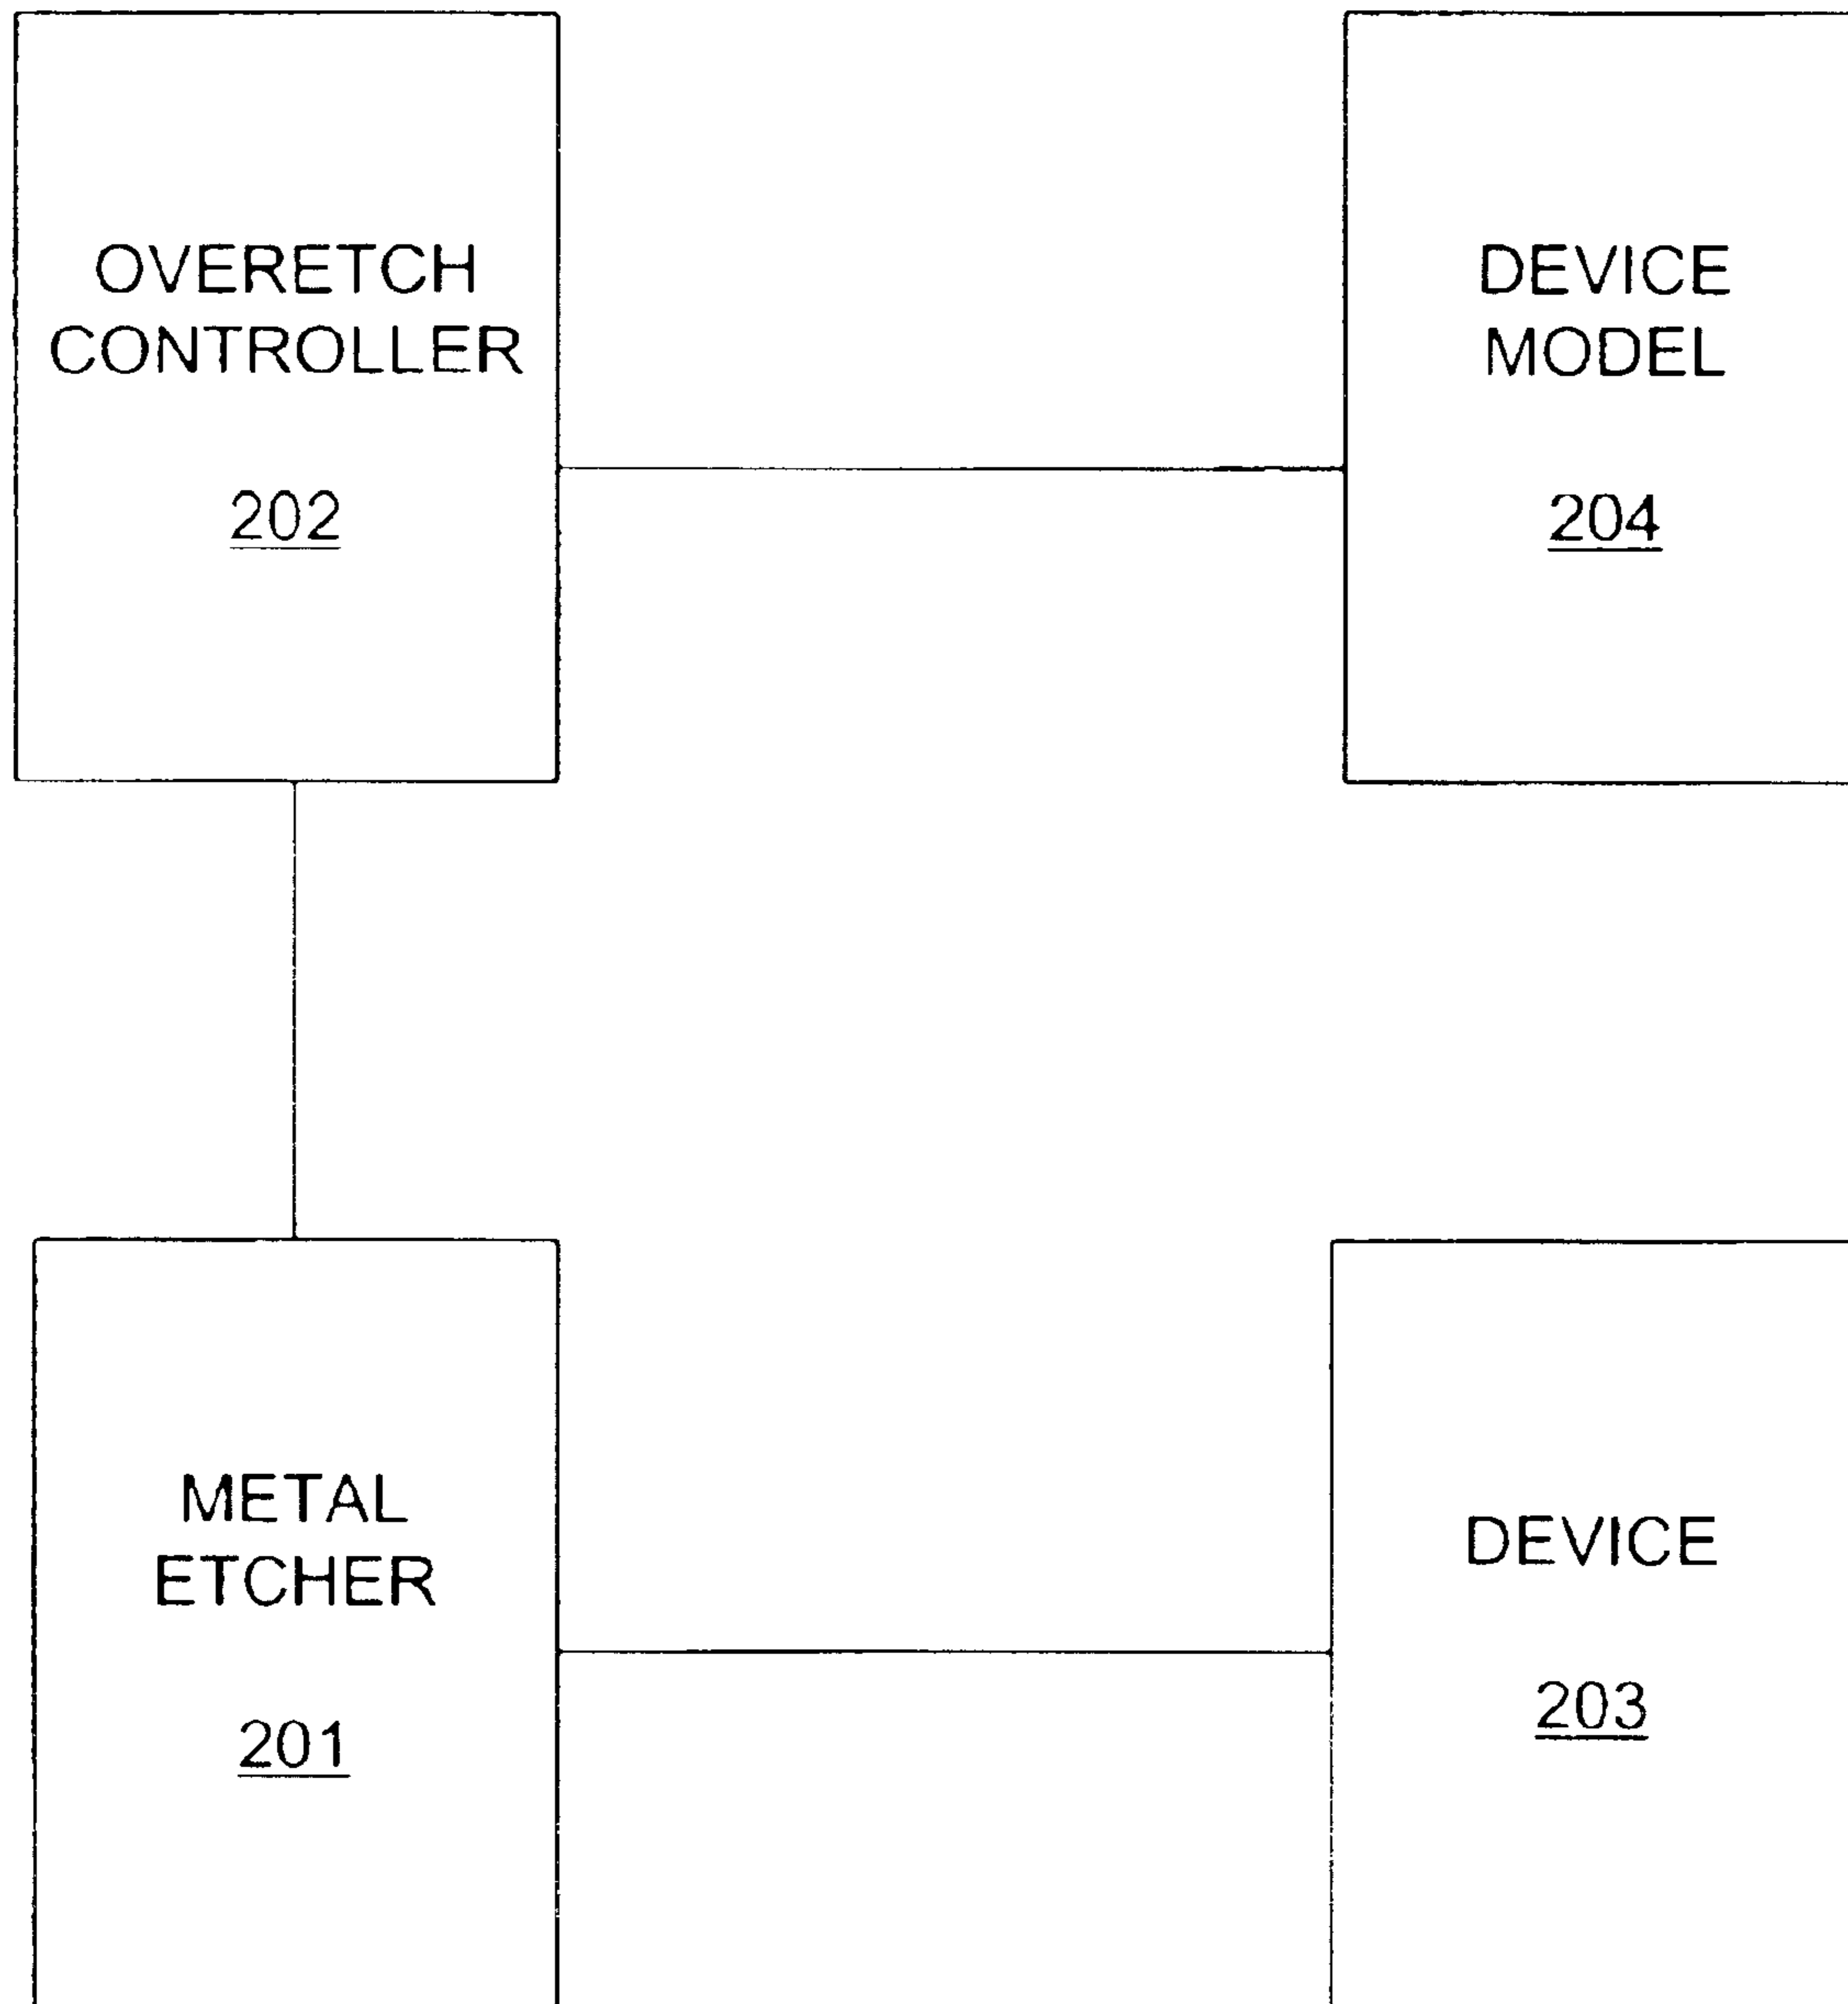 OVERETCH
CONTROLLER
202
DEVICE
MODEL
204
METAL
ETCHER
201
DEVICE
203